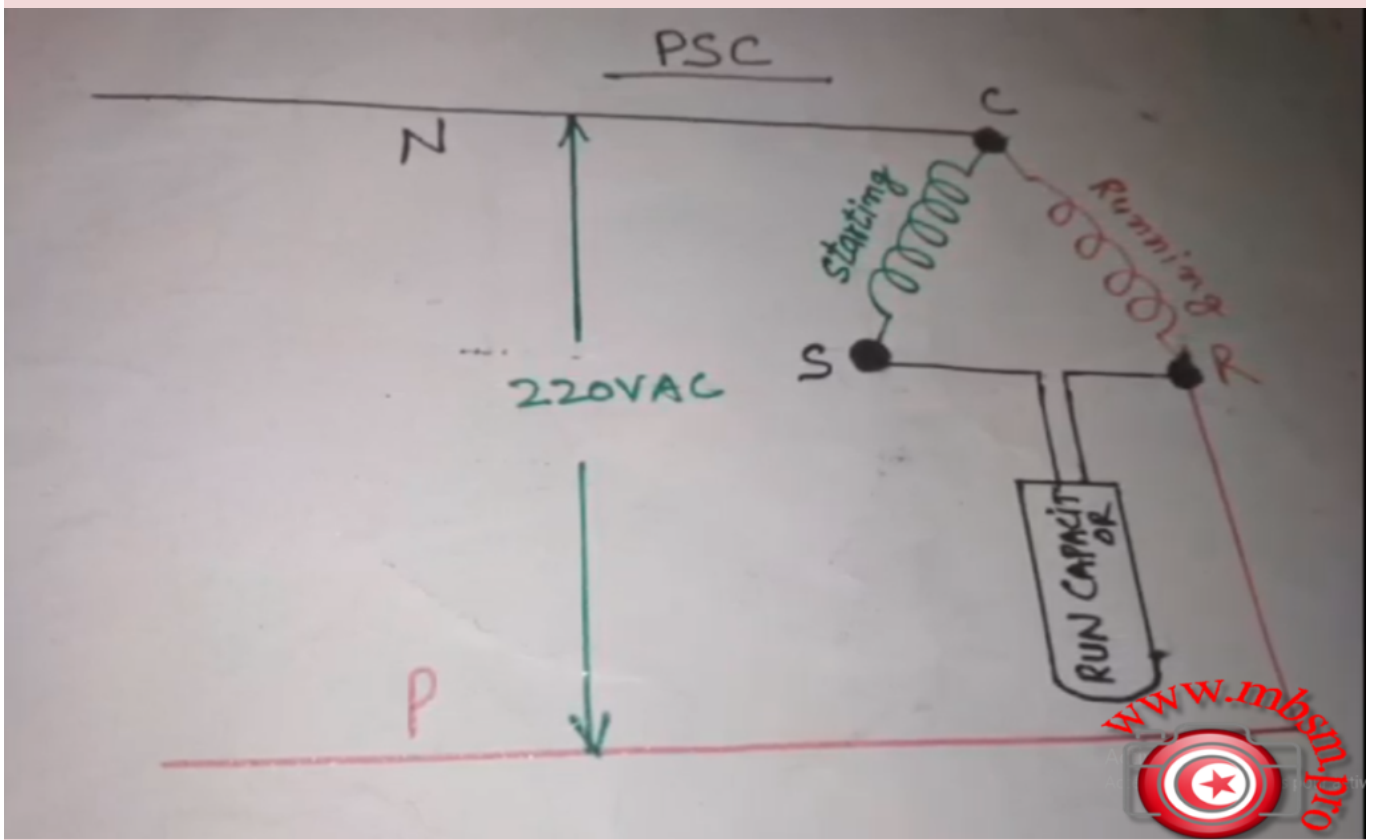 PSC
C
N
Starting
Running
S
R
220VAC
RUN CAPACIT
OR
P
www.mbsm.pro